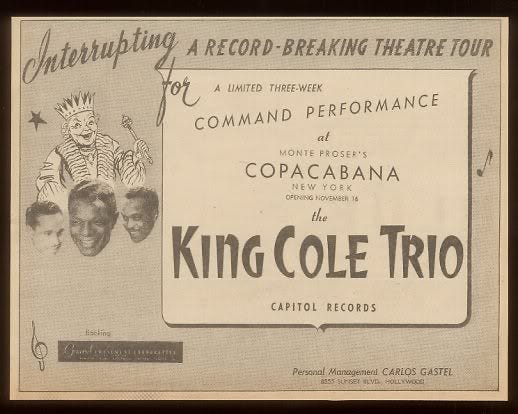 Interrupting A RECORD-BREAKING THEATRE TOUR
for A LIMITED THREE-WEEK
COMMAND PERFORMANCE
at
MONTE PROSER'S
COPACABANA
NEW YORK
OPENING NOVEMBER 16
the
KING COLE TRIO
CAPITOL RECORDS
Booking
Personal Management CARLOS GASTEL
8555 SUNSET BLVD., HOLLYWOOD